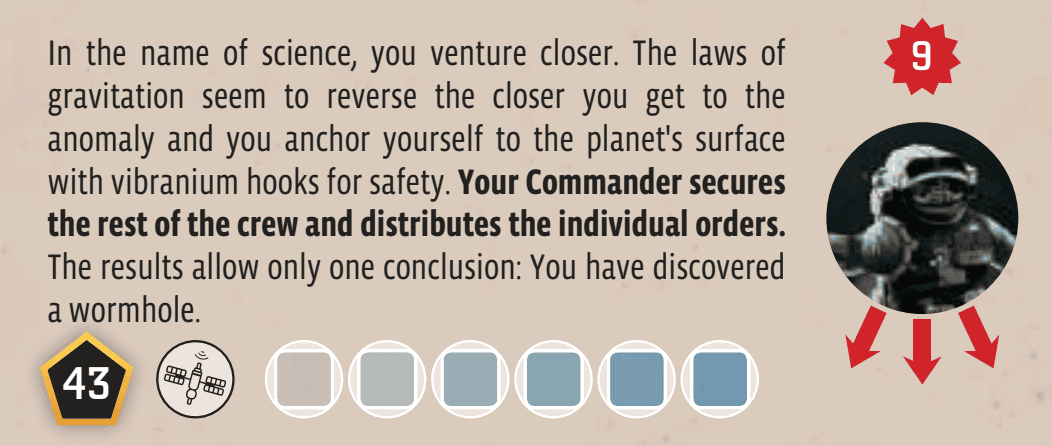 In the name of science, you venture closer. The laws of
gravitation seem to reverse the closer you get to the
anomaly and you anchor yourself to the planet's surface
with vibranium hooks for safety. Your Commander secures
the rest of the crew and distributes the individual orders.
The results allow only one conclusion: You have discovered
a wormhole.
9
43